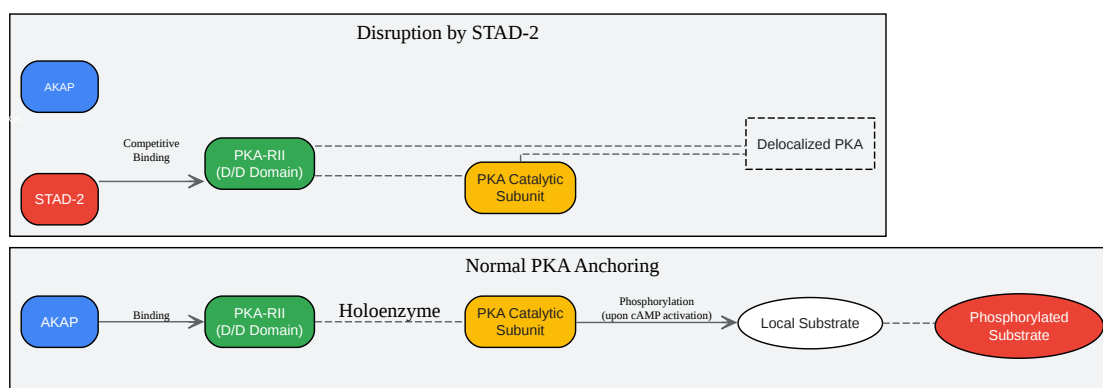 Disruption by STAD-2
AKAP
Competitive
Binding
PKA-RII
(D/D Domain)
Delocalized PKA
STAD-2
PKA Catalytic
Subunit
Normal PKA Anchoring
AKAP
Binding
PKA-RII
(D/D Domain)
Holoenzyme
PKA Catalytic
Subunit
Phosphorylation
(upon cAMP activation)
Local Substrate
Phosphorylated
Substrate